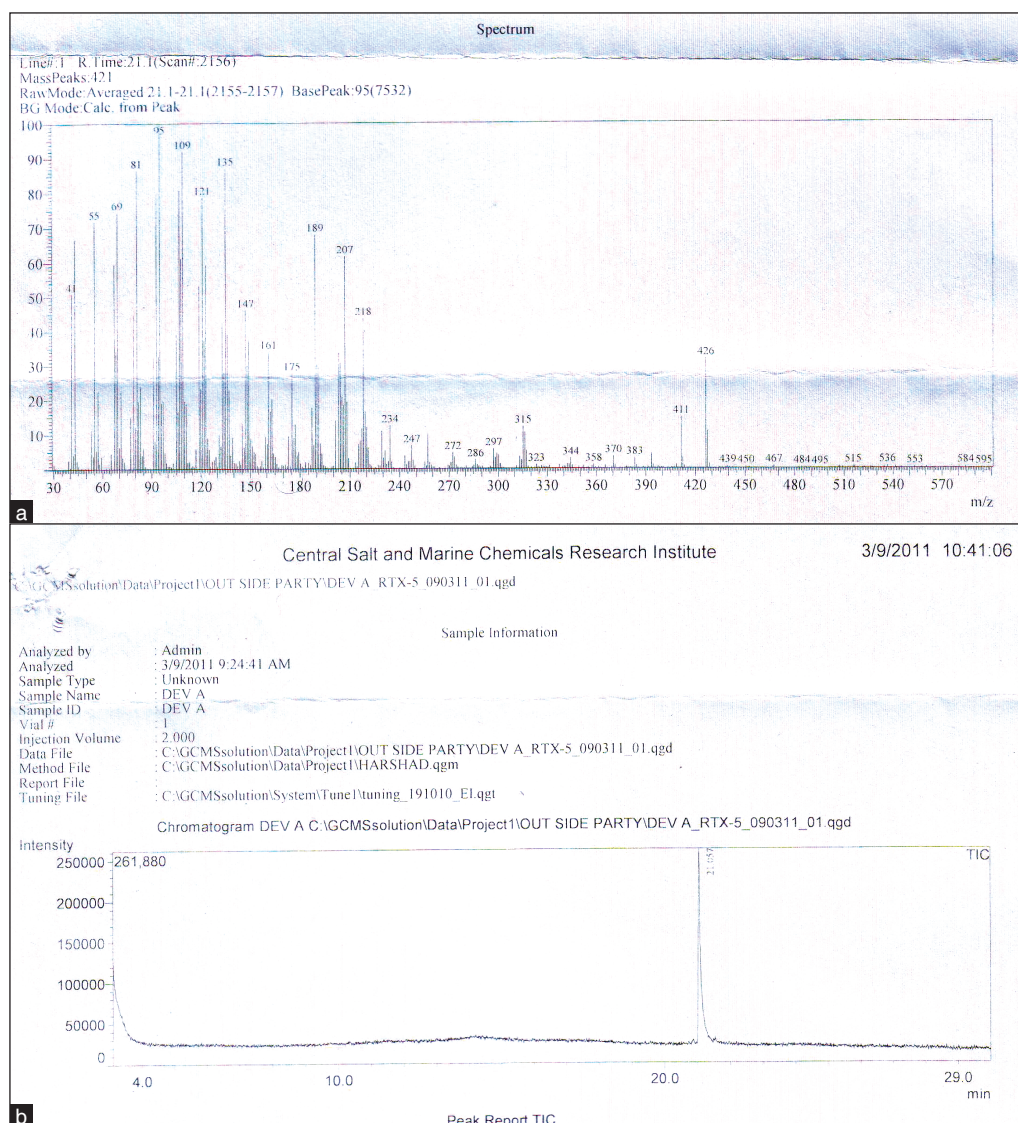 Spectrum
Line#:1 R.Time:21.1(Scan#:2156)
MassPeaks:421
RawMode:Averaged 21.1-21.1(2155-2157) BasePeak:95(7532)
BG Mode:Calc. from Peak
100
90
80
70
60
50
40
30
20
10
41
55
69
81
95
109
121
135
147
161
175
189
207
218
234
247
272
286
297
315
323
344
358
370
383
411
426
439
450
467
484
495
515
536
553
584
595
30 60 90 120 150 180 210 240 270 300 330 360 390 420 450 480 510 540 570
m/z
a
Central Salt and Marine Chemicals Research Institute 3/9/2011 10:41:06
C:\GCMSsolution\Data\Project1\OUT SIDE PARTY\DEV A_RTX-5_090311_01.qgd
Sample Information
Analyzed by : Admin
Analyzed : 3/9/2011 9:24:41 AM
Sample Type : Unknown
Sample Name : DEV A
Sample ID : DEV A
Vial # : 1
Injection Volume : 2.000
Data File : C:\GCMSsolution\Data\Project1\OUT SIDE PARTY\DEV A_RTX-5_090311_01.qgd
Method File : C:\GCMSsolution\Data\Project1\HARSHAD.qgm
Report File :
Tuning File : C:\GCMSsolution\System\Tune1\tuning_191010_EI.qgt
Chromatogram DEV A C:\GCMSsolution\Data\Project1\OUT SIDE PARTY\DEV A_RTX-5_090311_01.qgd
Intensity
261,880
TIC
250000
200000
150000
100000
50000
0
4.0 10.0 20.0 29.0
min
b
Peak Report TIC